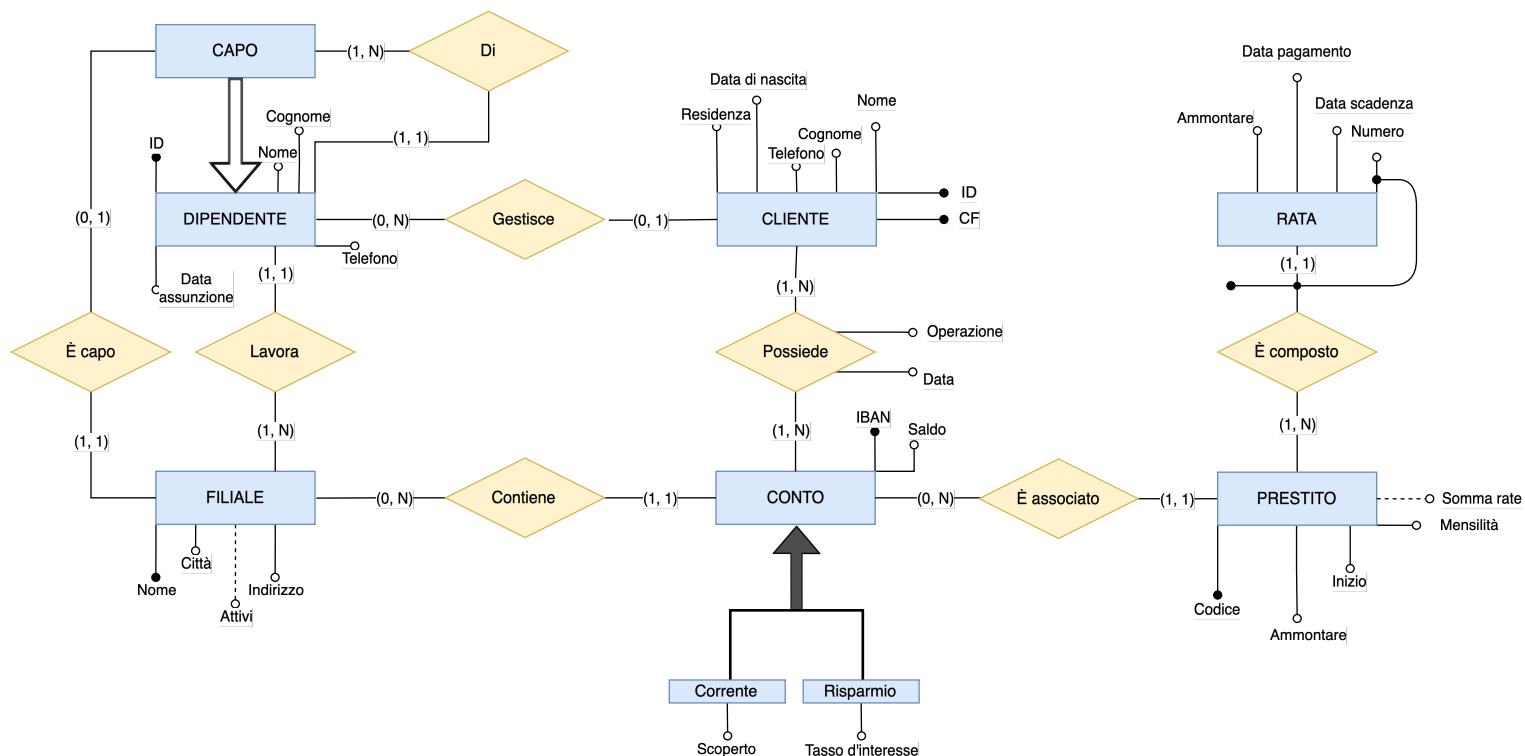 CAPO
(1, N)
Di
Data pagamento
Data di nascita
Nome
Residenza
Data scadenza
Ammontare
Cognome
Numero
Cognome
(1, 1)
ID
Nome
Telefono
ID
(0, 1)
DIPENDENTE
(0, N)
Gestisce
(0, 1)
CLIENTE
CF
RATA
Telefono
(1, 1)
(1, 1)
Data
assunzione
(1, N)
Operazione
È capo
Lavora
Possiede
È composto
Data
(1, 1)
(1, N)
(1, N)
IBAN
Saldo
(1, N)
FILIALE
(0, N)
Contiene
(1, 1)
CONTO
(0, N)
È associato
(1, 1)
PRESTITO
Somma rate
Mensilità
Città
Nome
Indirizzo
Attivi
Inizio
Codice
Ammontare
Corrente
Risparmio
Scoperto
Tasso d'interesse